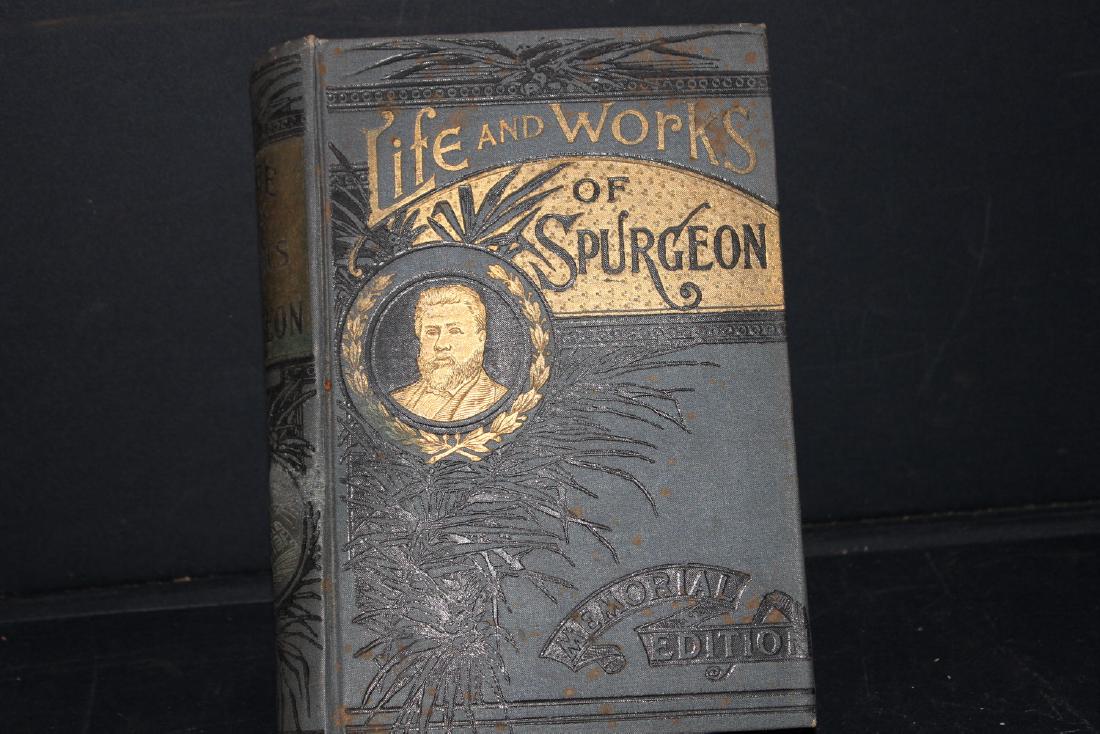 Life AND Works
OF
SPURGEON
MEMORIAL
EDITION